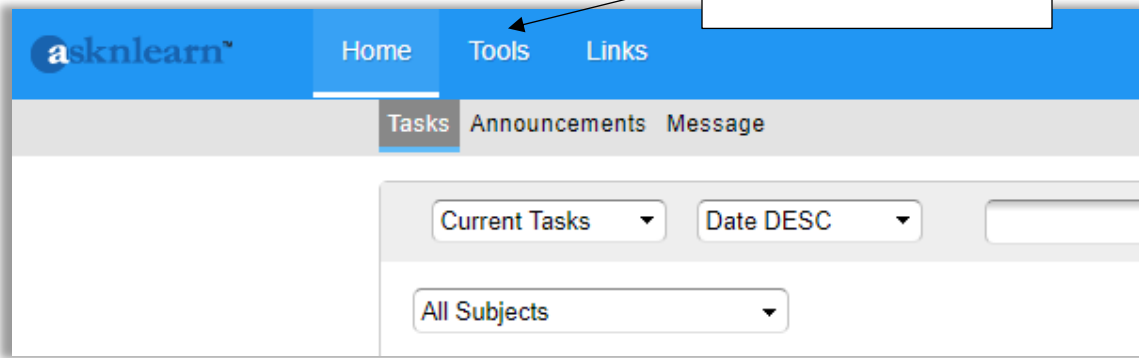 asknlearn™ Home Tools Links
Tasks Announcements Message
Current Tasks Date DESC
All Subjects